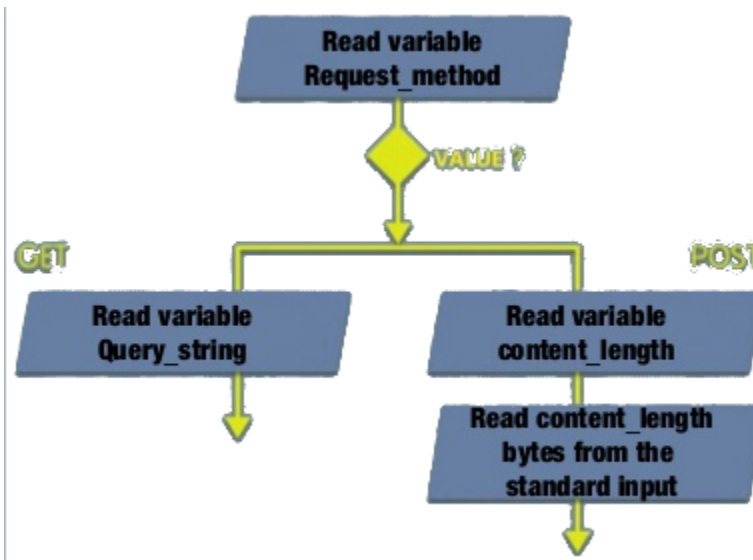 Read variable
Request_method
VALUE ?
GET
POST
Read variable
Query_string
Read variable
content_length
Read content_length
bytes from the
standard input